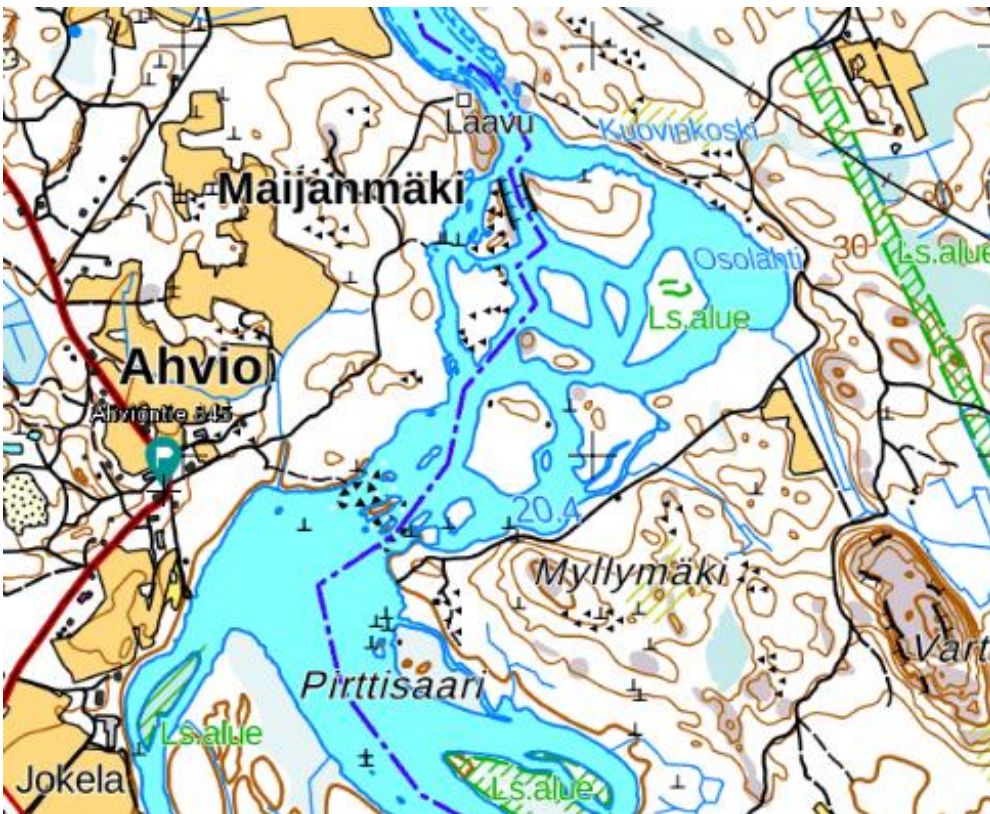 Laavu
Kuovinkoski
Maijanmäki
Osolahti
30
Ls.alue
Ls.alue
Ahvio
Ahviontie 845
P
20.4
Myllymäki
Vart
Pirttisaari
Ls.alue
Jokela
Ls.alue